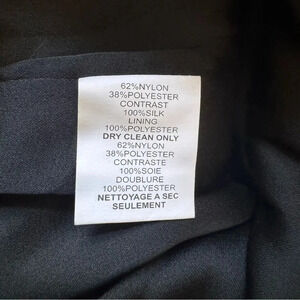 62%NYLON
38%POLYESTER
CONTRAST
100%SILK
LINING
100%POLYESTER
DRY CLEAN ONLY
62%NYLON
38%POLYESTER
CONTRASTE
100%SOIE
DOUBLURE
100%POLYESTER
NETTOYAGE A SEC
SEULEMENT